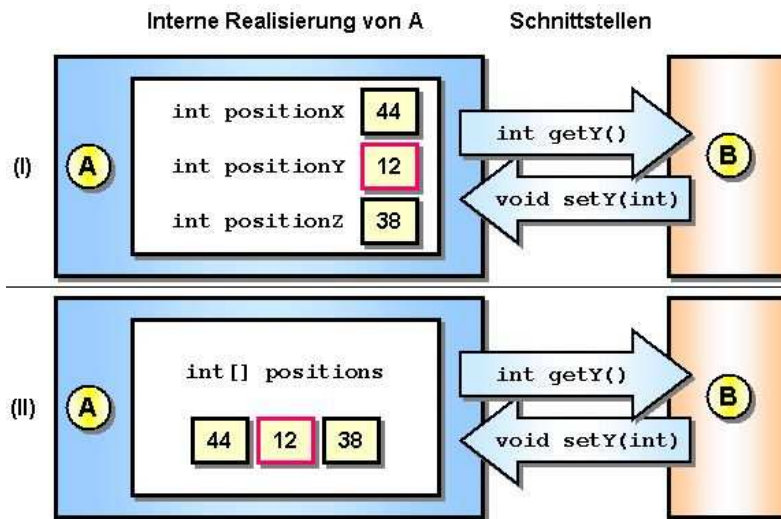 Interne Realisierung von A
Schnittstellen
(I)
A
int positionX 44
int positionY 12
int positionZ 38
int getY()
void setY(int)
B
(II)
A
int[] positions
44 12 38
int getY()
void setY(int)
B